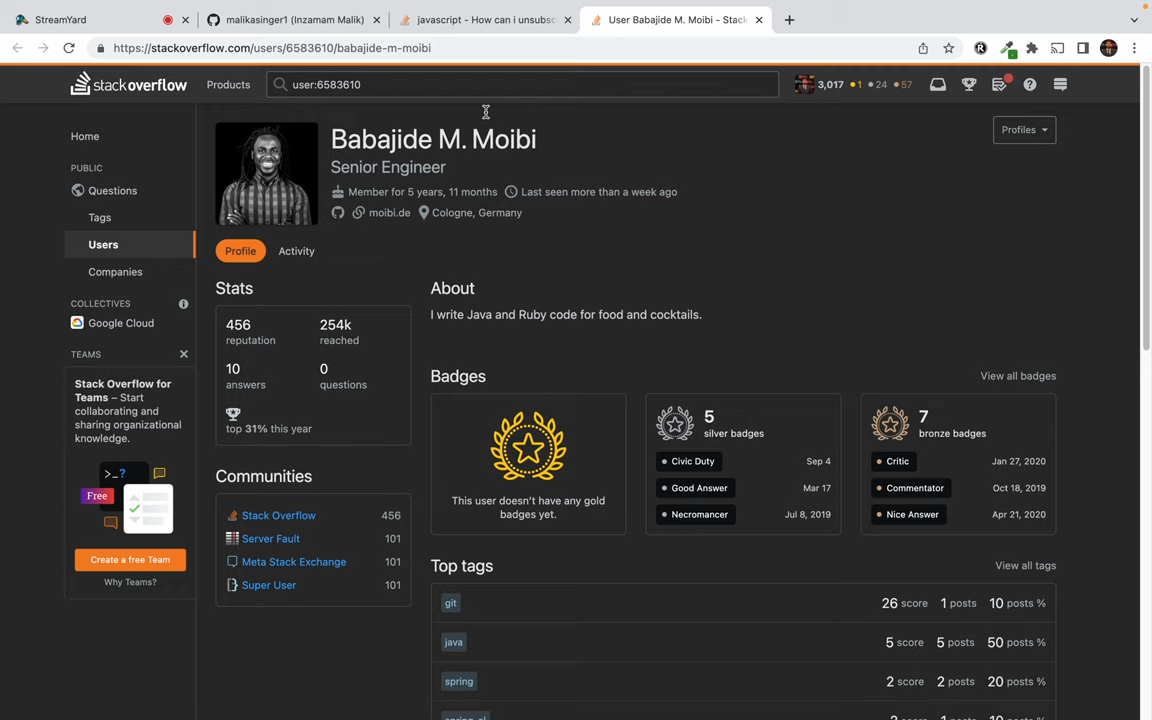 StreamYard
malikasinger1 (Inzamam Malik)
javascript - How can i unsubsc
User Babajide M. Moibi - Stack
https://stackoverflow.com/users/6583610/babajide-m-moibi
stackoverflow
Products
user:6583610
3,017 1 24 57
Home
PUBLIC
Questions
Tags
Users
Companies
COLLECTIVES
Google Cloud
TEAMS
Stack Overflow for
Teams – Start
collaborating and
sharing organizational
knowledge.
>_?
Free
Create a free Team
Why Teams?
Babajide M. Moibi
Senior Engineer
Member for 5 years, 11 months Last seen more than a week ago
moibi.de Cologne, Germany
Profiles
Profile Activity
Stats
456 254k
reputation reached
10 0
answers questions
top 31% this year
Communities
Stack Overflow 456
Server Fault 101
Meta Stack Exchange 101
Super User 101
About
I write Java and Ruby code for food and cocktails.
Badges View all badges
This user doesn't have any gold
badges yet.
5
silver badges
Civic Duty Sep 4
Good Answer Mar 17
Necromancer Jul 8, 2019
7
bronze badges
Critic Jan 27, 2020
Commentator Oct 18, 2019
Nice Answer Apr 21, 2020
Top tags View all tags
git 26 score 1 posts 10 posts %
java 5 score 5 posts 50 posts %
spring 2 score 2 posts 20 posts %